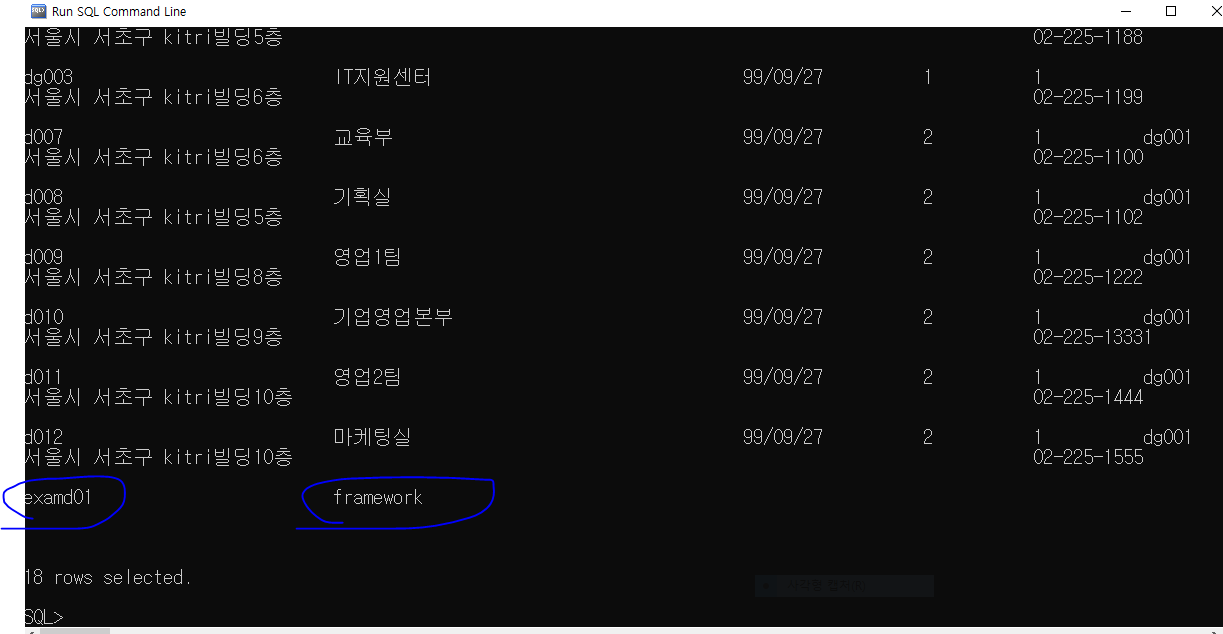 Run SQL Command Line
서울시 서초구 kitri빌딩5층 02-225-1188
dg003 IT지원센터 99/09/27 1 1
서울시 서초구 kitri빌딩6층 02-225-1199
d007 교육부 99/09/27 2 1 dg001
서울시 서초구 kitri빌딩6층 02-225-1100
d008 기획실 99/09/27 2 1 dg001
서울시 서초구 kitri빌딩5층 02-225-1102
d009 영업1팀 99/09/27 2 1 dg001
서울시 서초구 kitri빌딩8층 02-225-1222
d010 기업영업본부 99/09/27 2 1 dg001
서울시 서초구 kitri빌딩9층 02-225-13331
d011 영업2팀 99/09/27 2 1 dg001
서울시 서초구 kitri빌딩10층 02-225-1444
d012 마케팅실 99/09/27 2 1 dg001
서울시 서초구 kitri빌딩10층 02-225-1555
examd01 framework
18 rows selected.
SQL>